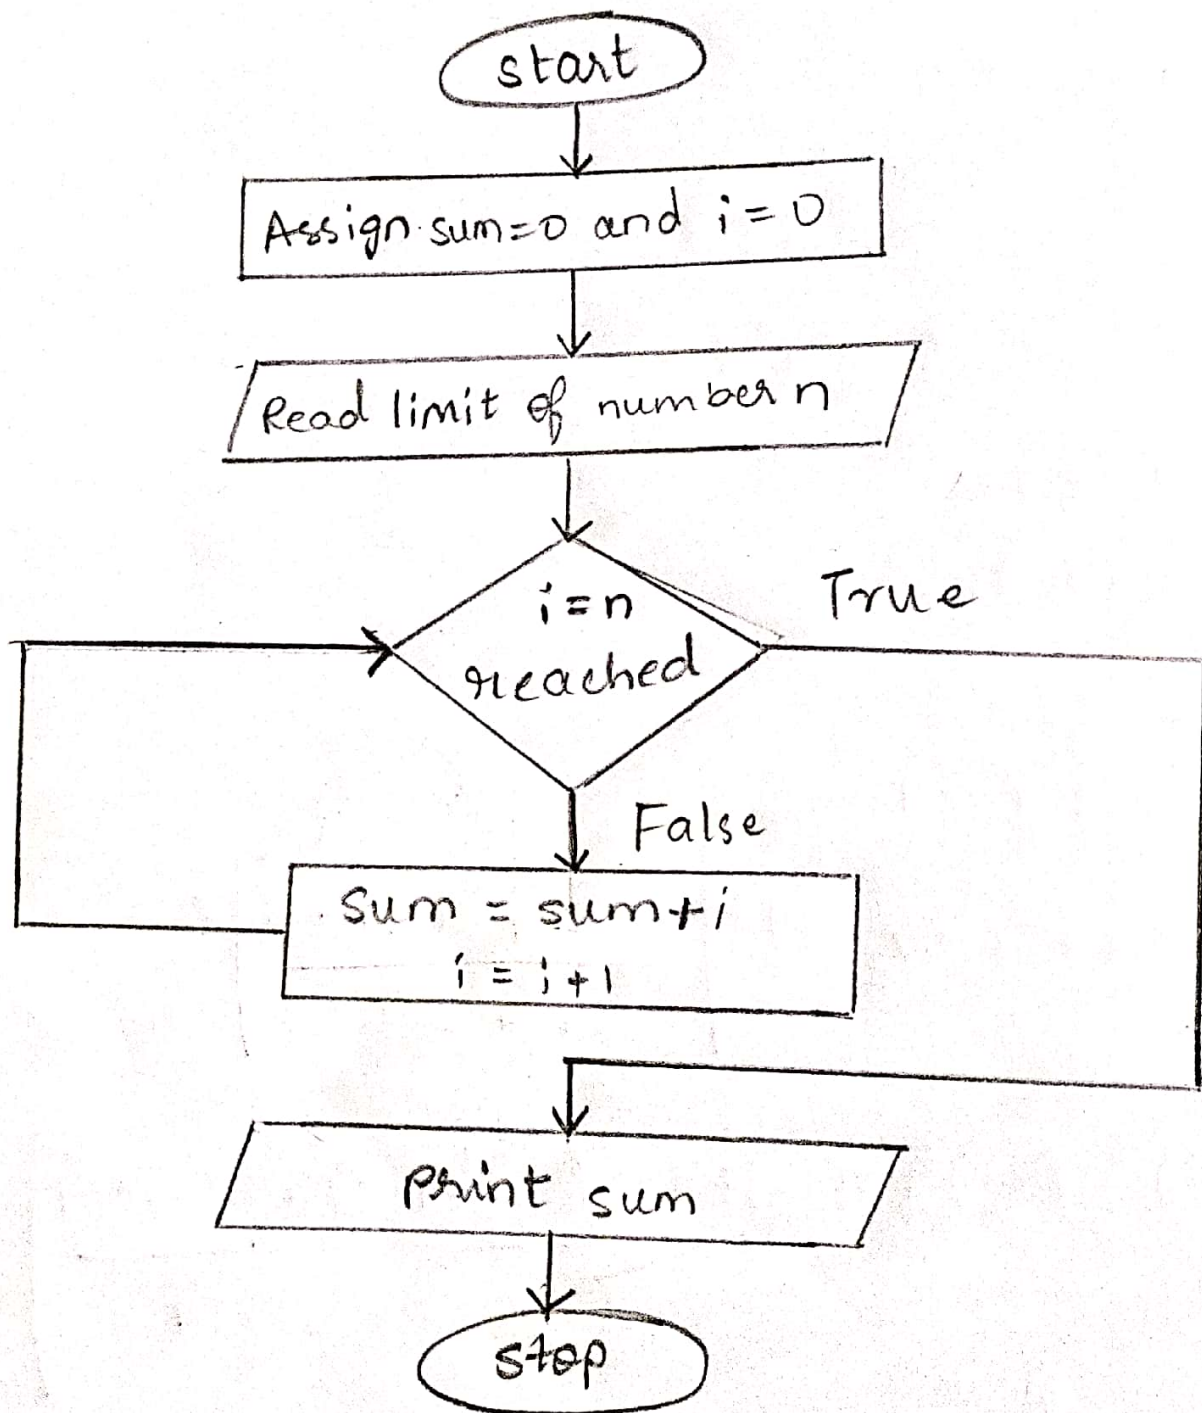 start
Assign sum=0 and i=0
Read limit of number n
i=n
reached
True
False
sum = sum+i
i = i+1
print sum
stop